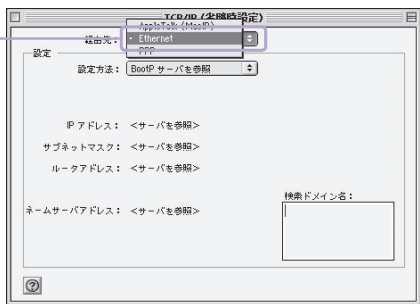 TCP/IP (省略時設定)
AppleTalk (MacIP)
経由先：
・ Ethernet
PPP
設定
設定方法： BootP サーバを参照
IP アドレス： <サーバを参照>
サブネットマスク： <サーバを参照>
ルータアドレス： <サーバを参照>
検索ドメイン名：
ネームサーバアドレス： <サーバを参照>
?